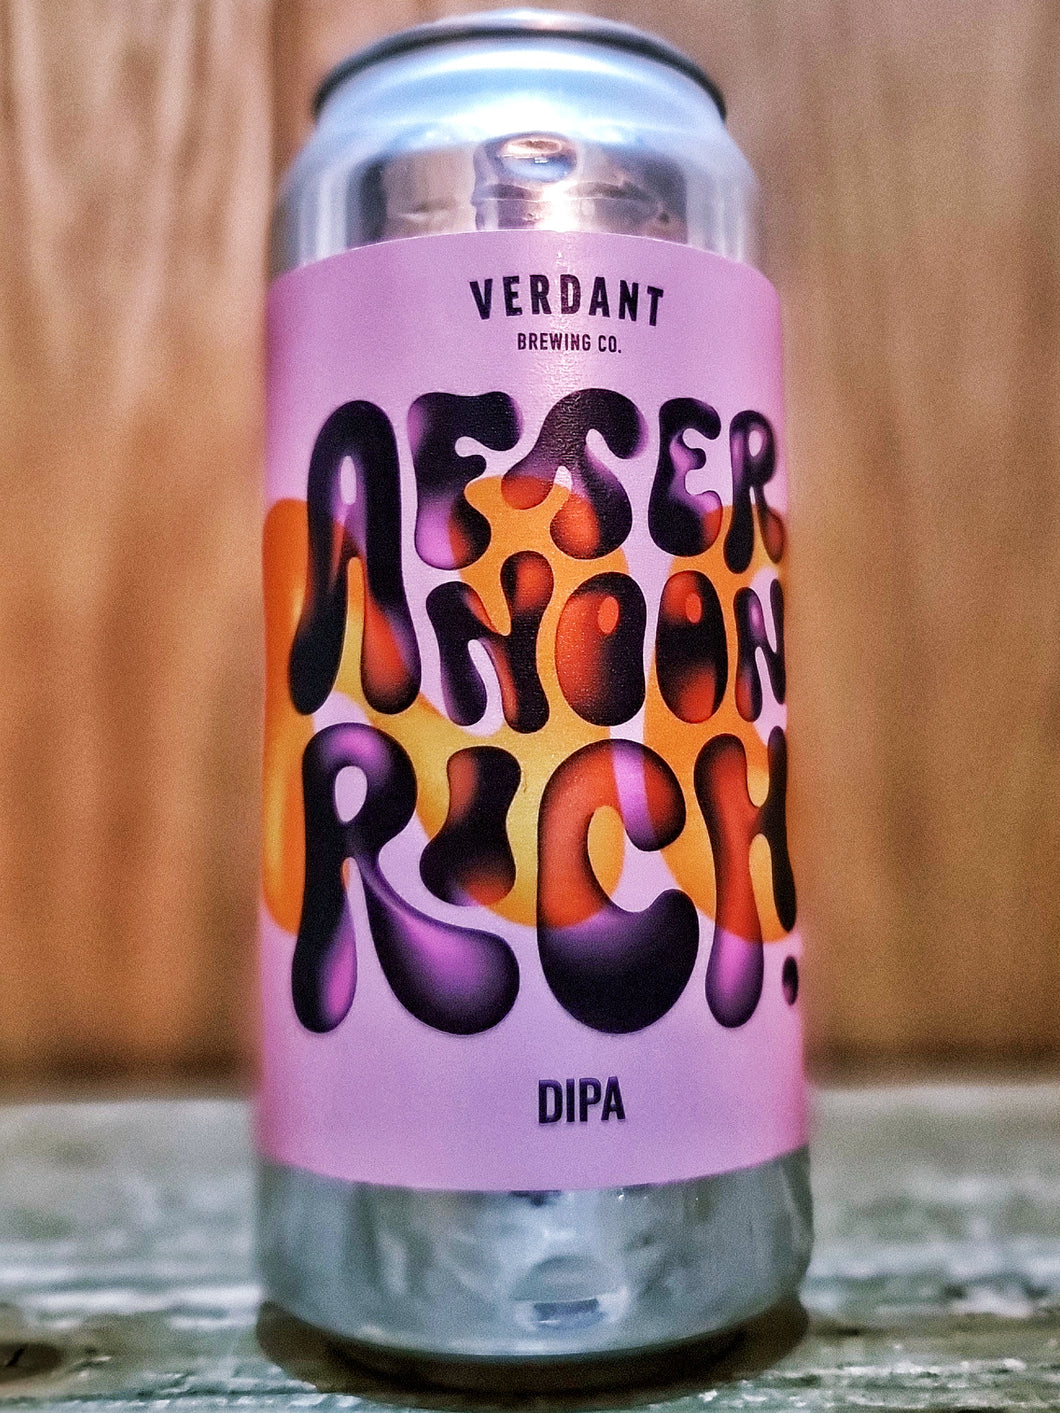 VERDANT
BREWING CO.
AFTER
NOON
RICH.
DIPA